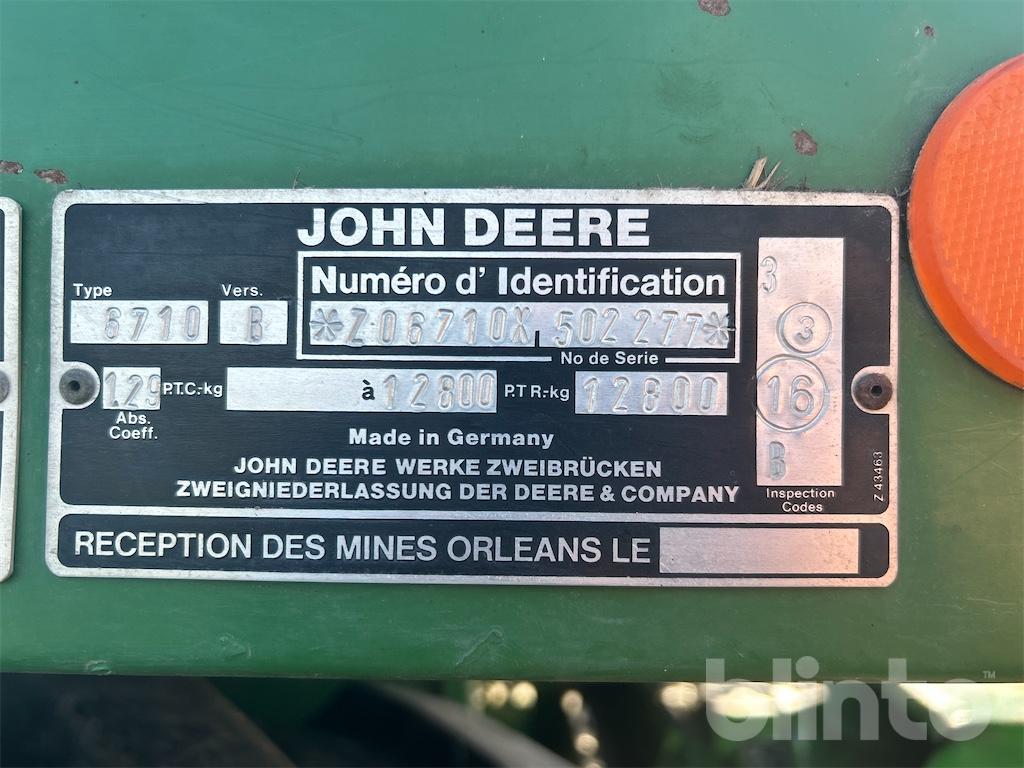 JOHN DEERE
Numéro d' Identification
Type
6710
Vers.
B
*Z06710X 502277*
No de Serie
1.29
Abs.
Coeff.
P.T.C.-kg
à 12800
P.T R.-kg
12800
Made in Germany
JOHN DEERE WERKE ZWEIBRÜCKEN
ZWEIGNIEDERLASSUNG DER DEERE & COMPANY
3
3
16
B
Inspection
Codes
Z 43463
RECEPTION DES MINES ORLEANS LE
blinto™